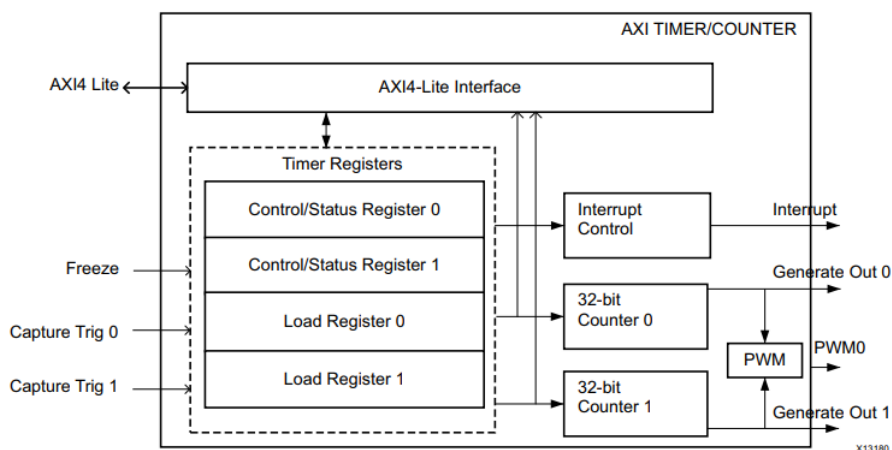 AXI TIMER/COUNTER
AXI4 Lite
AXI4-Lite Interface
Timer Registers
Control/Status Register 0
Control/Status Register 1
Load Register 0
Load Register 1
Freeze
Capture Trig 0
Capture Trig 1
Interrupt
Control
Interrupt
32-bit
Counter 0
Generate Out 0
PWM
PWM0
32-bit
Counter 1
Generate Out 1
X13180